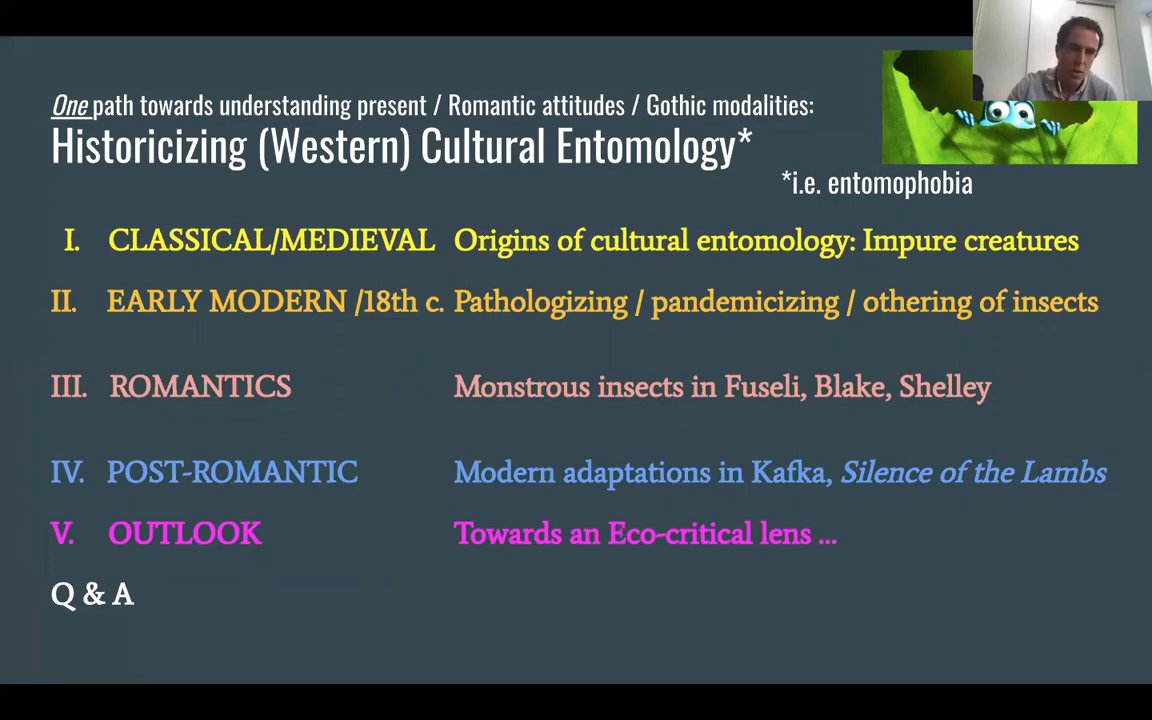 One path towards understanding present / Romantic attitudes / Gothic modalities:
Historicizing (Western) Cultural Entomology*
*i.e. entomophobia
I. CLASSICAL/MEDIEVAL Origins of cultural entomology: Impure creatures
II. EARLY MODERN /18th c. Pathologizing / pandemicizing / othering of insects
III. ROMANTICS Monstrous insects in Fuseli, Blake, Shelley
IV. POST-ROMANTIC Modern adaptations in Kafka, Silence of the Lambs
V. OUTLOOK Towards an Eco-critical lens ...
Q & A